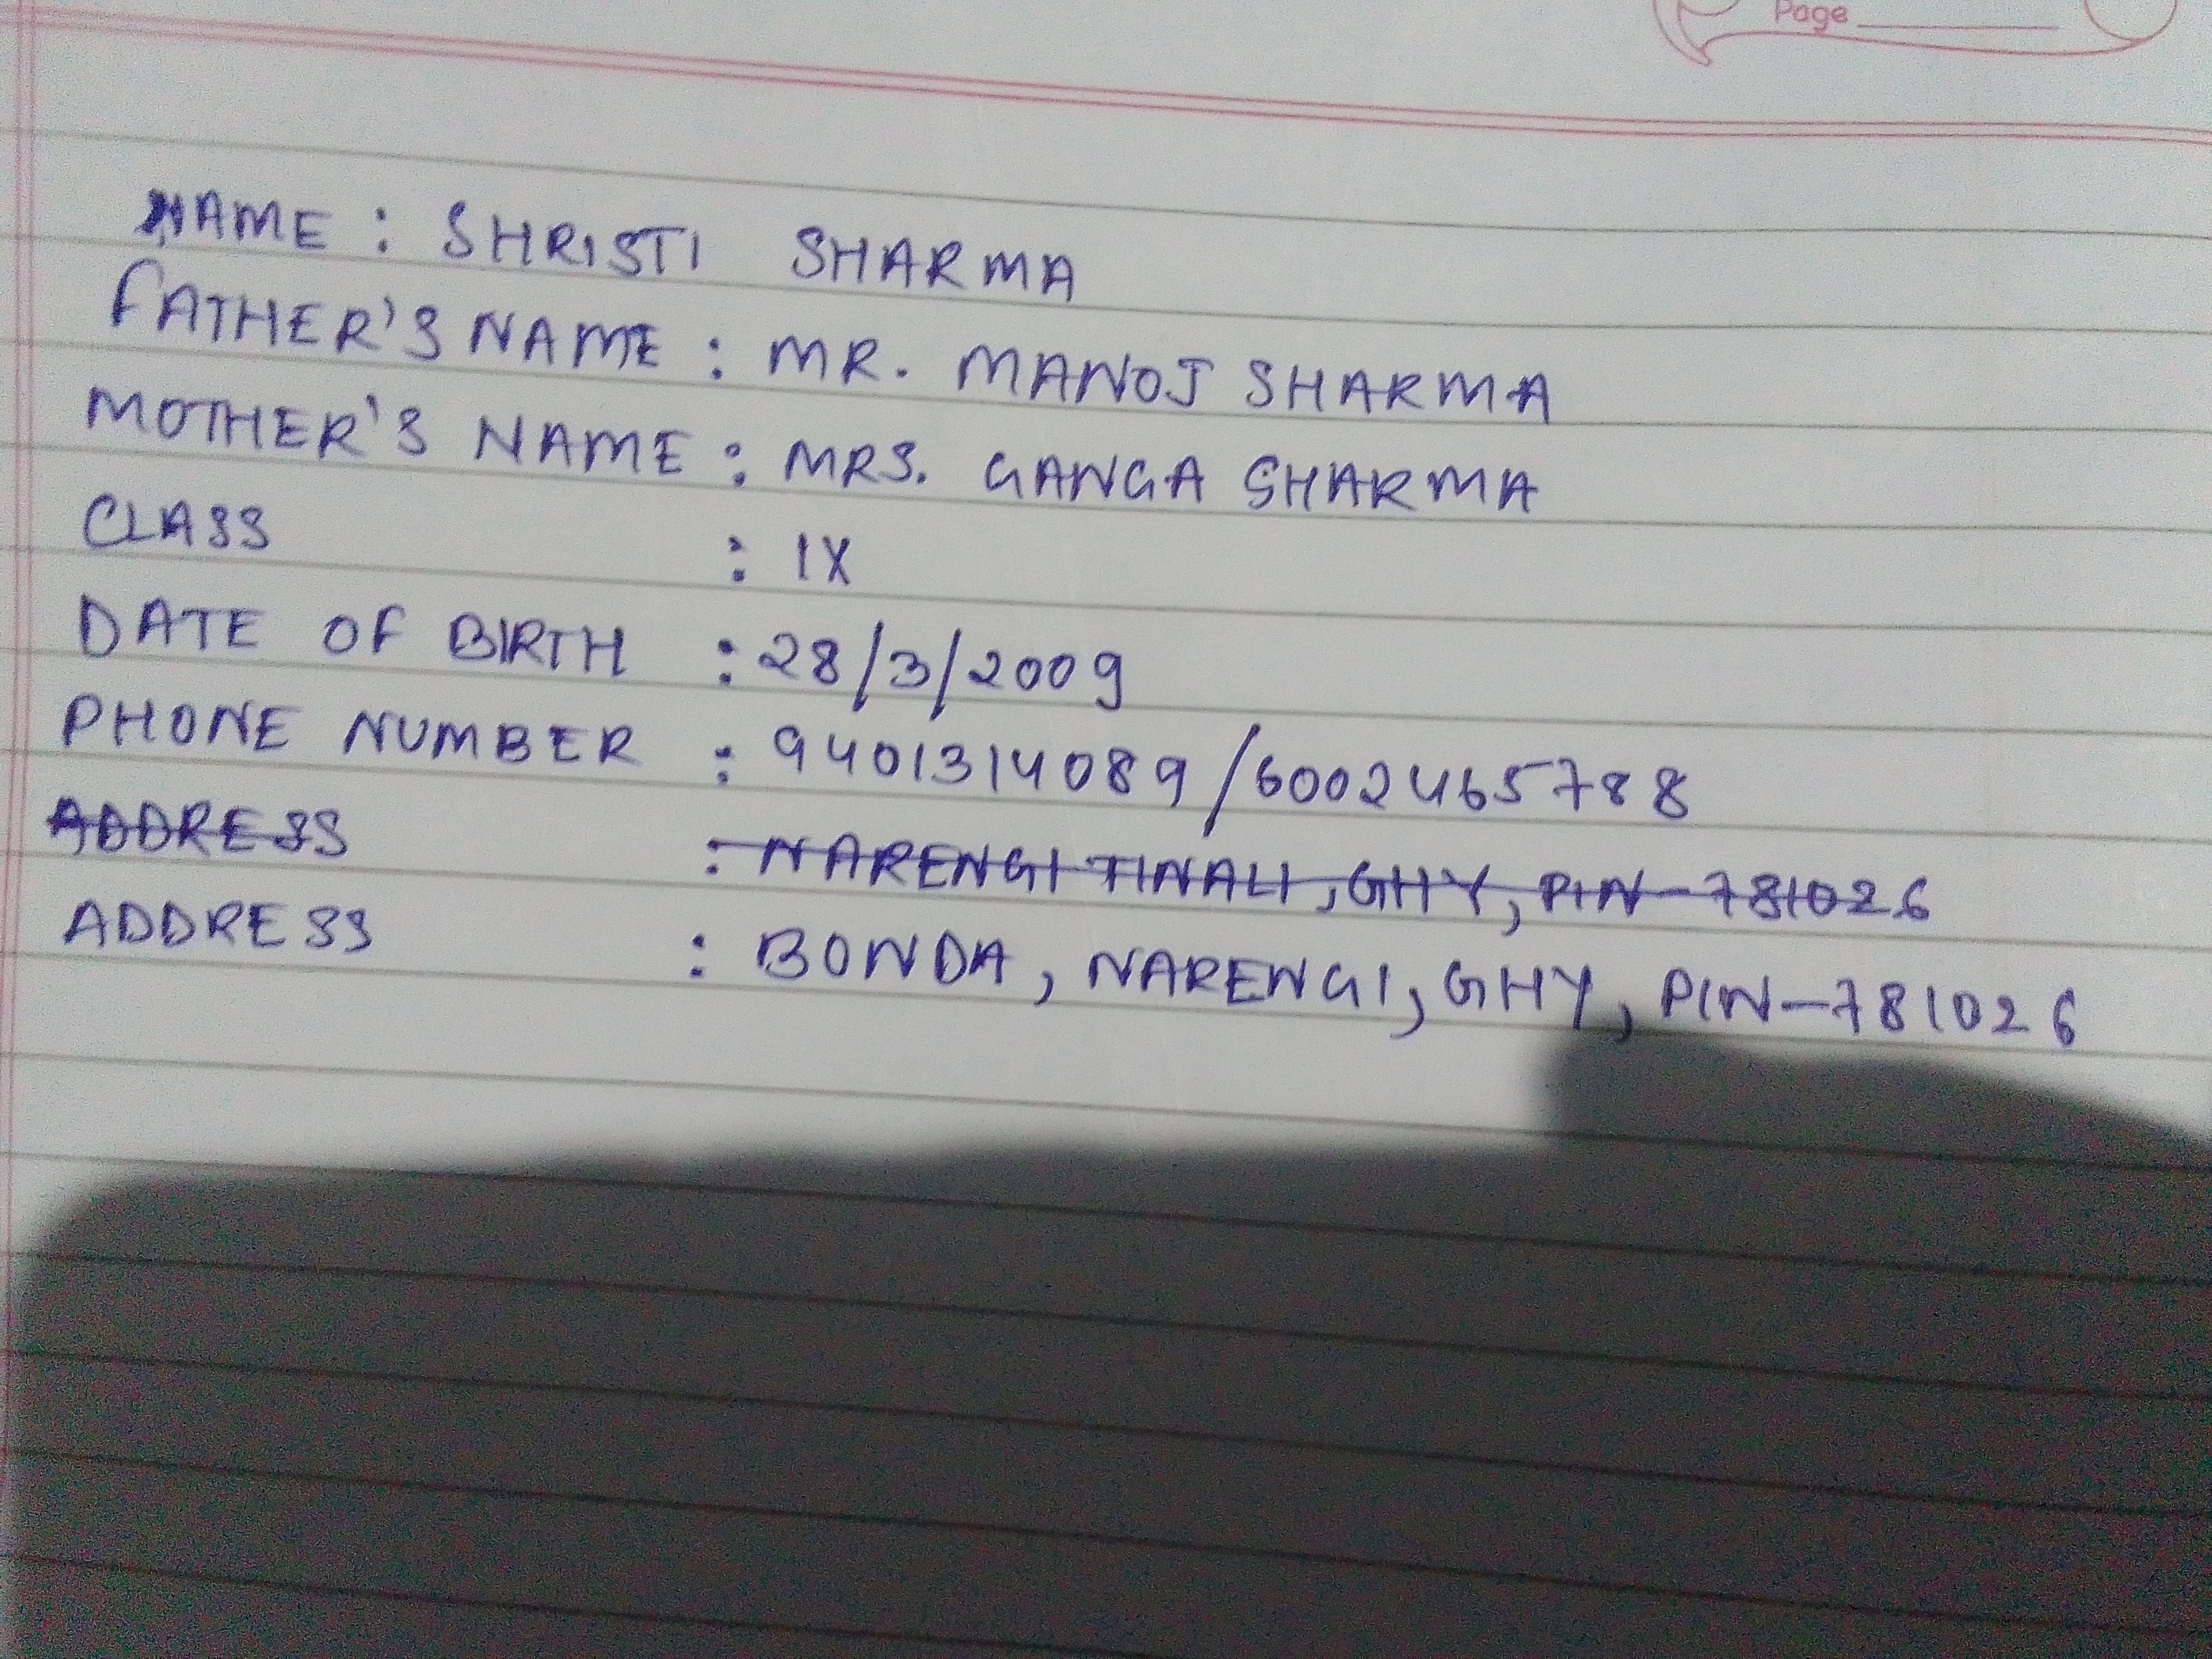 Page
NAME : SHRISTI SHARMA
FATHER'S NAME : MR. MANOJ SHARMA
MOTHER'S NAME : MRS. GANGA SHARMA
CLASS : IX
DATE OF BIRTH : 28/3/2009
PHONE NUMBER : 9401314089/6002465788
ADDRESS : NARENGI TINALI, GHY, PIN-781026
ADDRESS : BONDA, NARENGI, GHY, PIN-781026